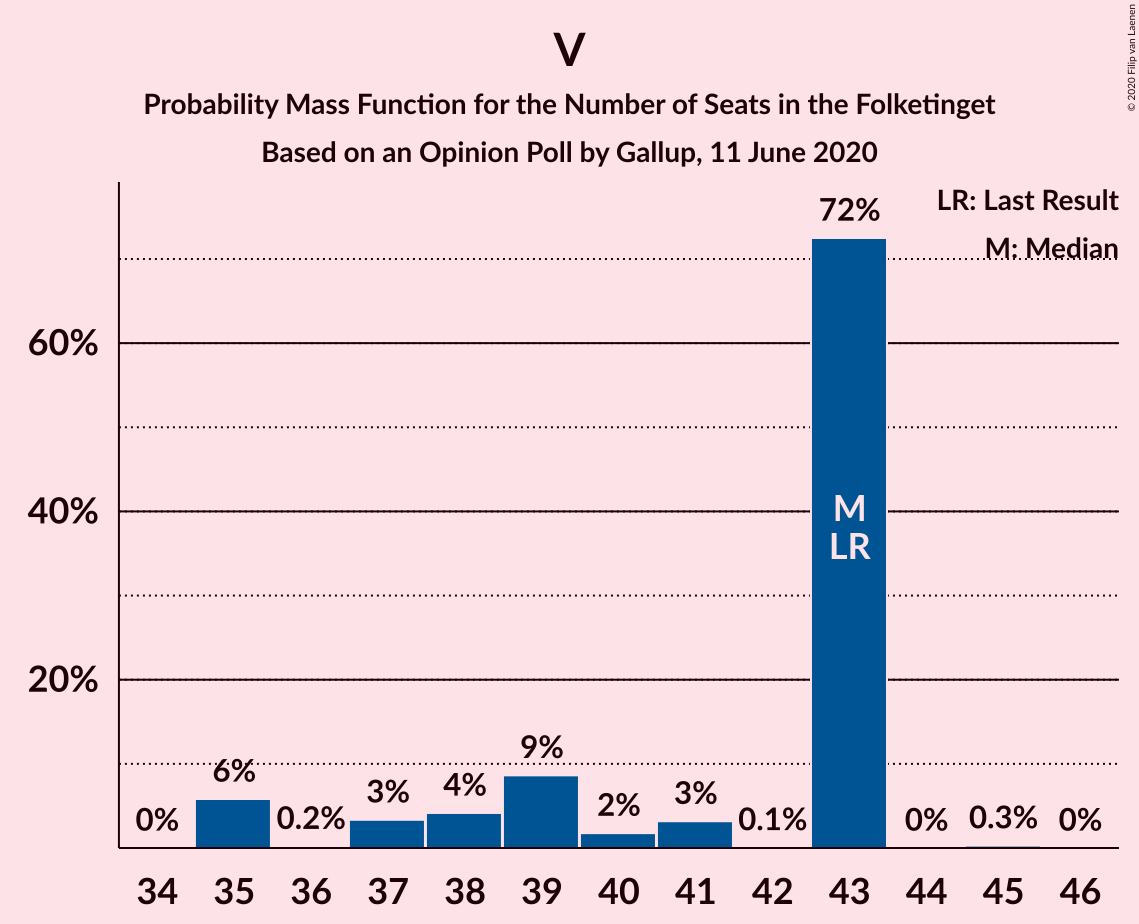 V
Probability Mass Function for the Number of Seats in the Folketinget
Based on an Opinion Poll by Gallup, 11 June 2020
© 2020 Filip van Laenen
LR: Last Result
M: Median
60%
40%
20%
0%
6%
0.2%
3%
4%
9%
2%
3%
0.1%
72%
0%
0.3%
0%
M
LR
34 35 36 37 38 39 40 41 42 43 44 45 46